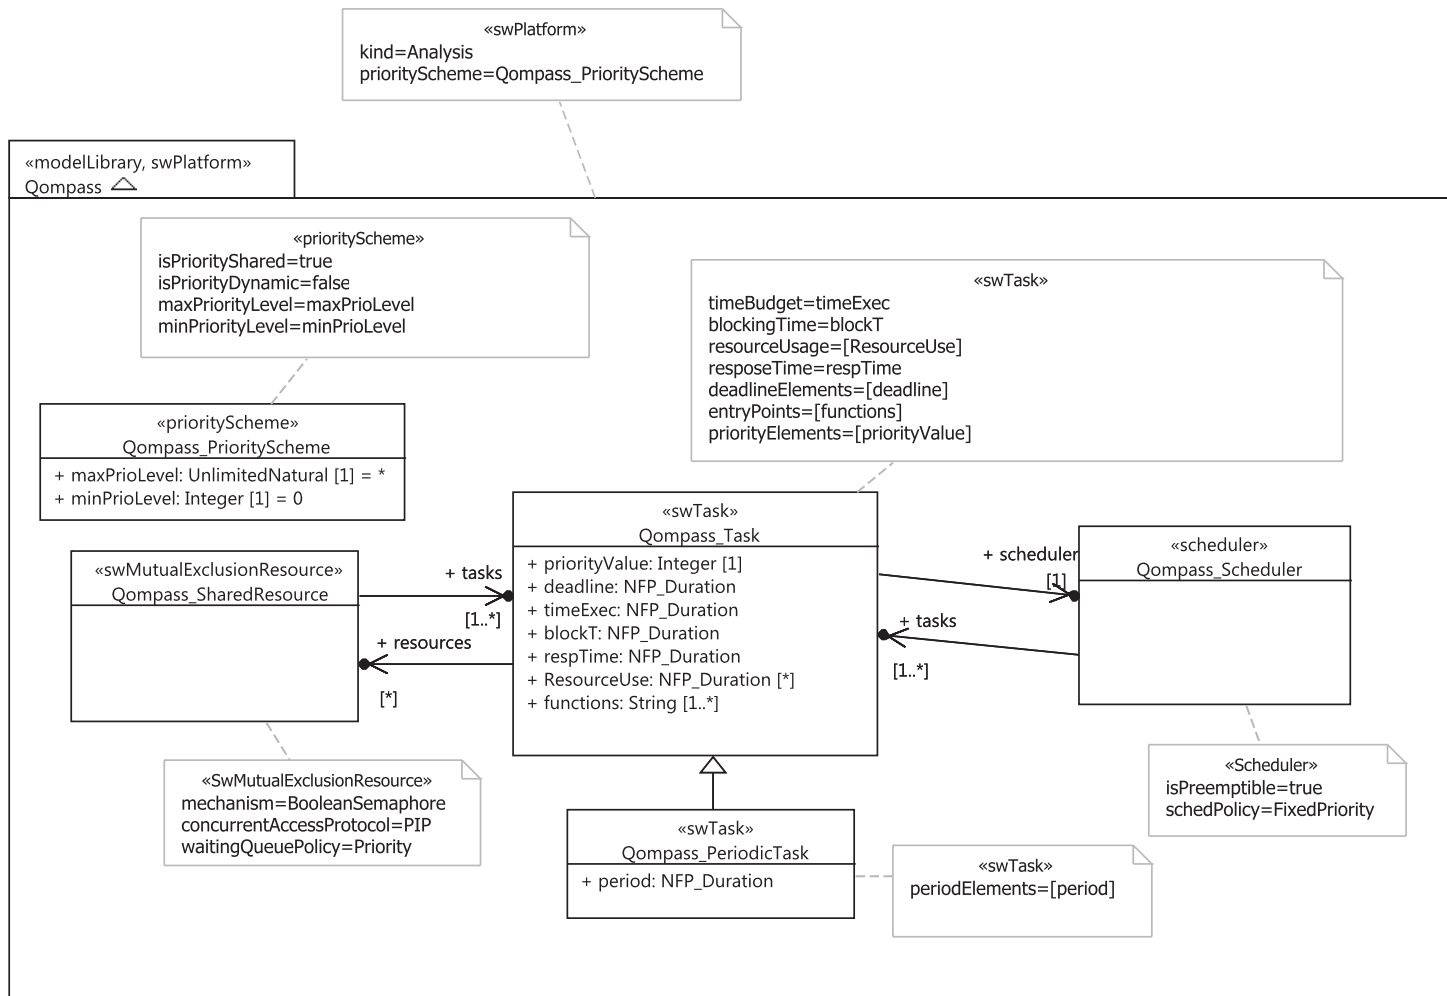 «swPlatform»
kind=Analysis
priorityScheme=Qompass_PriorityScheme
«modelLibrary, swPlatform»
Qompass
«priorityScheme»
isPriorityShared=true
isPriorityDynamic=false
maxPriorityLevel=maxPrioLevel
minPriorityLevel=minPrioLevel
«swTask»
timeBudget=timeExec
blockingTime=blockT
resourceUsage=[ResourceUse]
resposeTime=respTime
deadlineElements=[deadline]
entryPoints=[functions]
priorityElements=[priorityValue]
«priorityScheme»
Qompass_PriorityScheme
+ maxPrioLevel: UnlimitedNatural [1] = *
+ minPrioLevel: Integer [1] = 0
«swMutualExclusionResource»
Qompass_SharedResource
+ tasks
[1..*]
+ resources
[*]
«swTask»
Qompass_Task
+ priorityValue: Integer [1]
+ deadline: NFP_Duration
+ timeExec: NFP_Duration
+ blockT: NFP_Duration
+ respTime: NFP_Duration
+ ResourceUse: NFP_Duration [*]
+ functions: String [1..*]
+ scheduler
[1]
+ tasks
[1..*]
«scheduler»
Qompass_Scheduler
«SwMutualExclusionResource»
mechanism=BooleanSemaphore
concurrentAccessProtocol=PIP
waitingQueuePolicy=Priority
«swTask»
Qompass_PeriodicTask
+ period: NFP_Duration
«swTask»
periodElements=[period]
«Scheduler»
isPreemptible=true
schedPolicy=FixedPriority